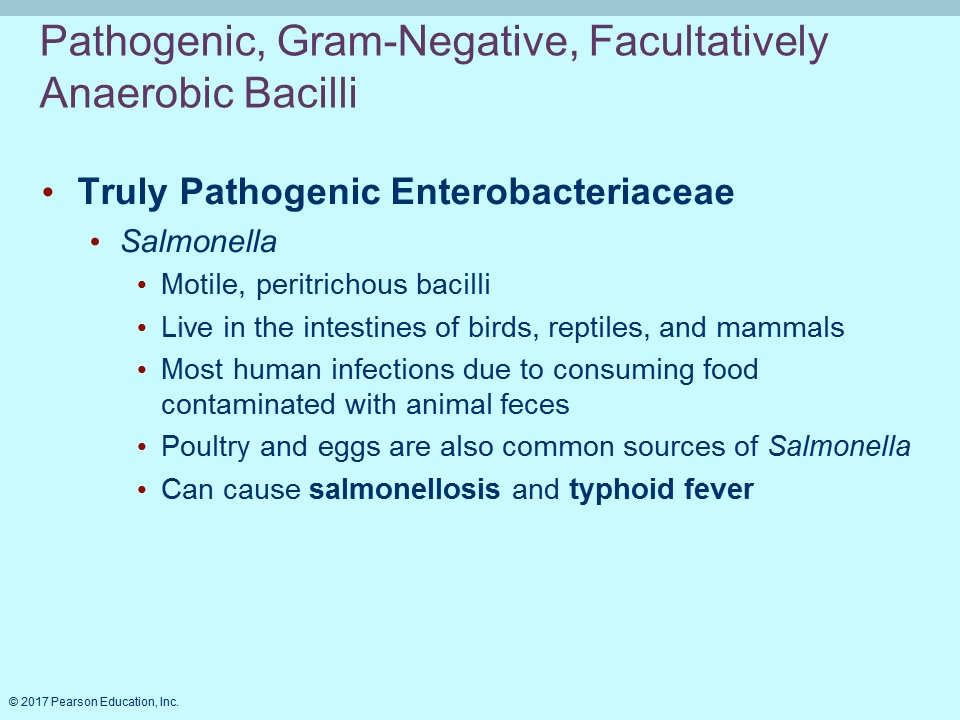 Pathogenic, Gram-Negative, Facultatively
Anaerobic Bacilli
• Truly Pathogenic Enterobacteriaceae
• Salmonella
• Motile, peritrichous bacilli
• Live in the intestines of birds, reptiles, and mammals
• Most human infections due to consuming food
contaminated with animal feces
• Poultry and eggs are also common sources of Salmonella
• Can cause salmonellosis and typhoid fever
© 2017 Pearson Education, Inc.